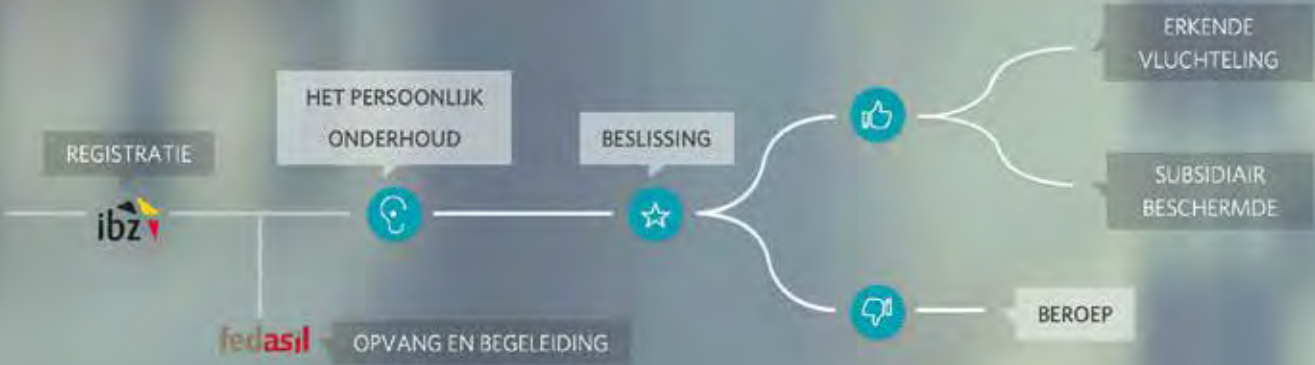 REGISTRATIE
ibz
fedasil
OPVANG EN BEGELEIDING
HET PERSOONLIJK
ONDERHOUD
BESLISSING
ERKENDE
VLUCHTELING
SUBSIDIAIR
BESCHERMDE
BEROEP